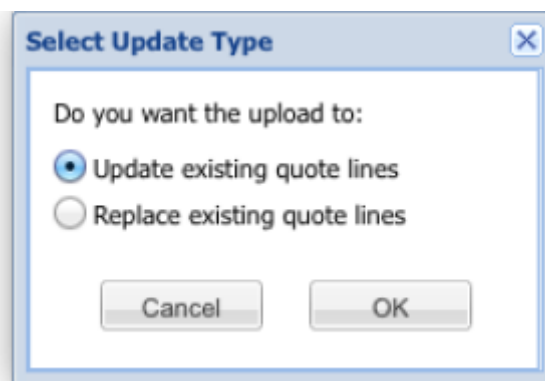 Select Update Type
Do you want the upload to:
Update existing quote lines
Replace existing quote lines
Cancel OK